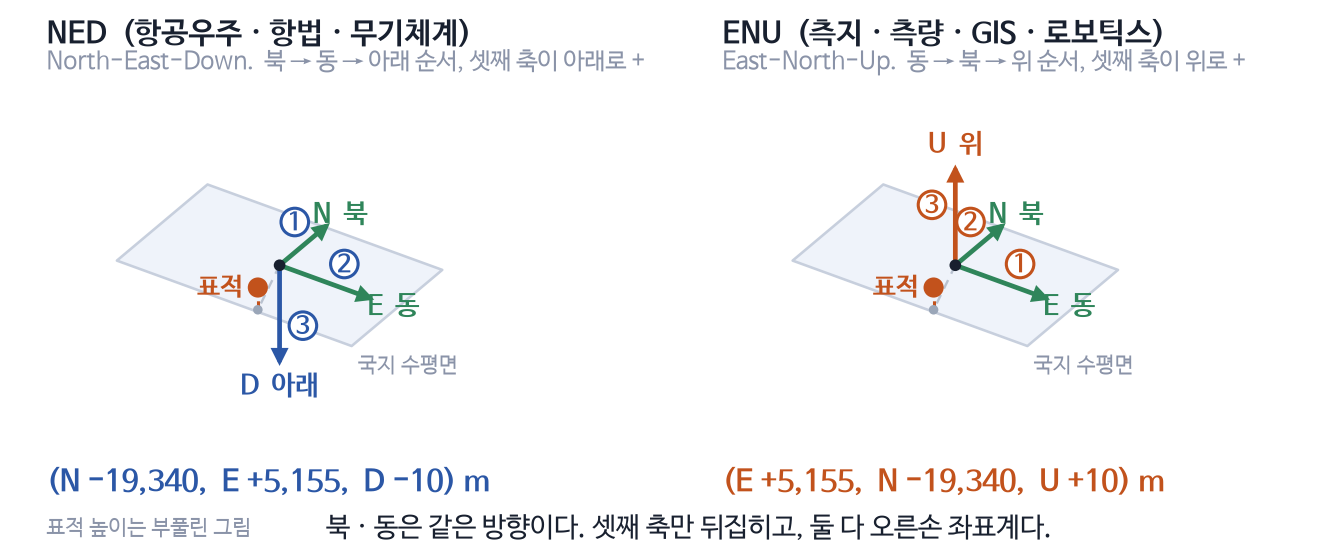 NED (항공우주 · 항법 · 무기체계)
North-East-Down. 북 → 동 → 아래 순서, 셋째 축이 아래로 +
① N 북
②
표적
E 동
③
국지 수평면
D 아래
(N −19,340, E +5,155, D −10) m
표적 높이는 부풀린 그림
ENU (측지 · 측량 · GIS · 로보틱스)
East-North-Up. 동 → 북 → 위 순서, 셋째 축이 위로 +
U 위
③
② N 북
①
표적
E 동
국지 수평면
(E +5,155, N −19,340, U +10) m
북 · 동은 같은 방향이다. 셋째 축만 뒤집히고, 둘 다 오른손 좌표계다.